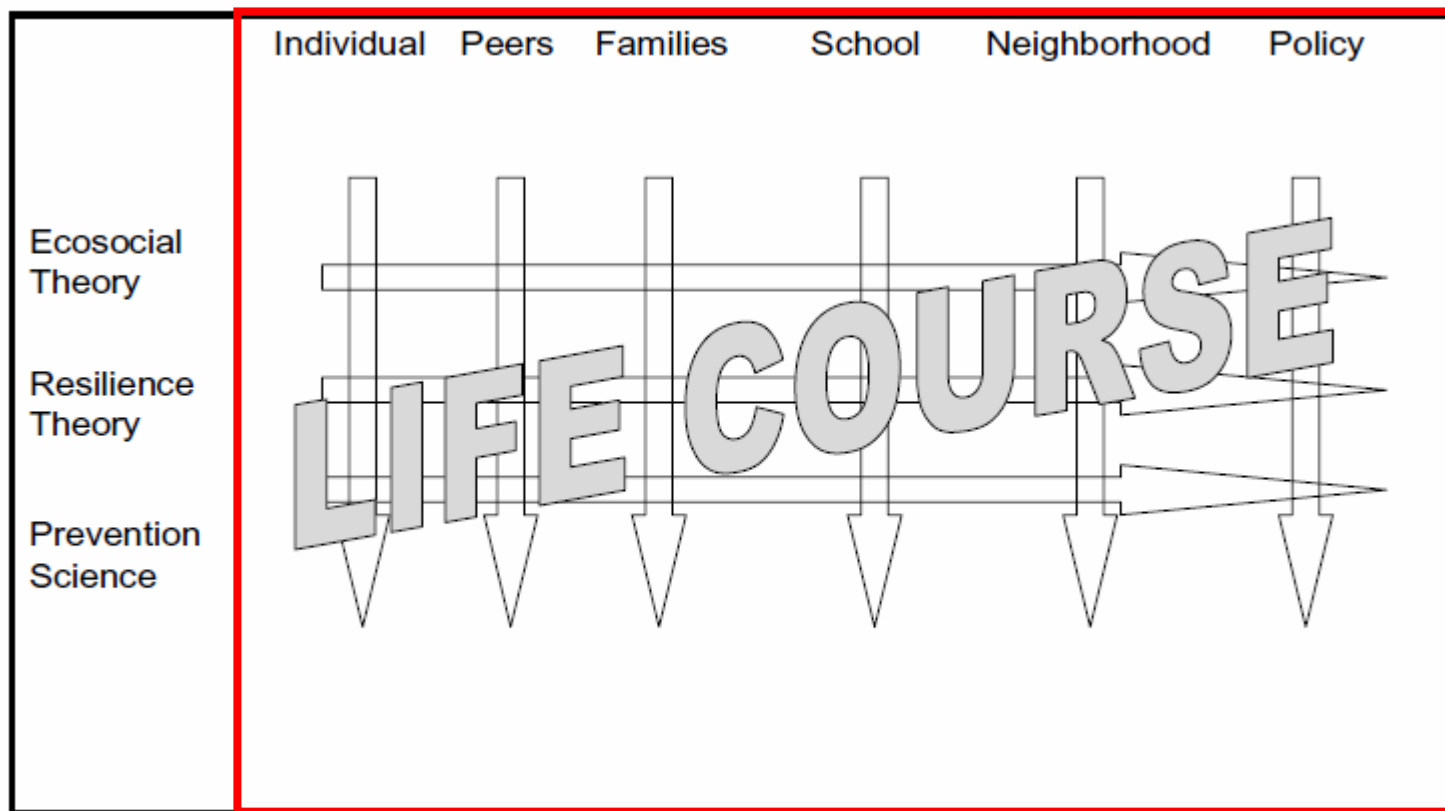 Individual Peers Families School Neighborhood Policy
Ecosocial
Theory
Resilience
Theory
Prevention
Science
LIFE COURSE